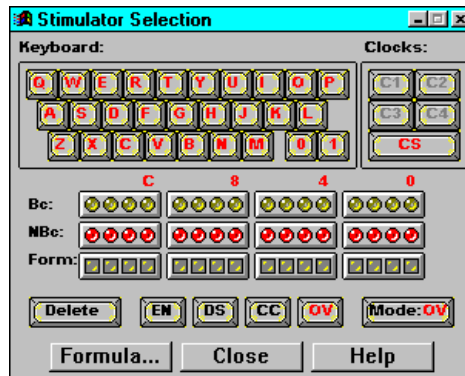 Stimulator Selection
Keyboard: Clocks:
Q W E R T Y U I O P C1 C2
A S D F G H J K L C3 C4
Z X C V B N M 0 1 CS
C 8 4 0
Bc:
NBc:
Form:
Delete EN DS CC OV Mode:OV
Formula... Close Help